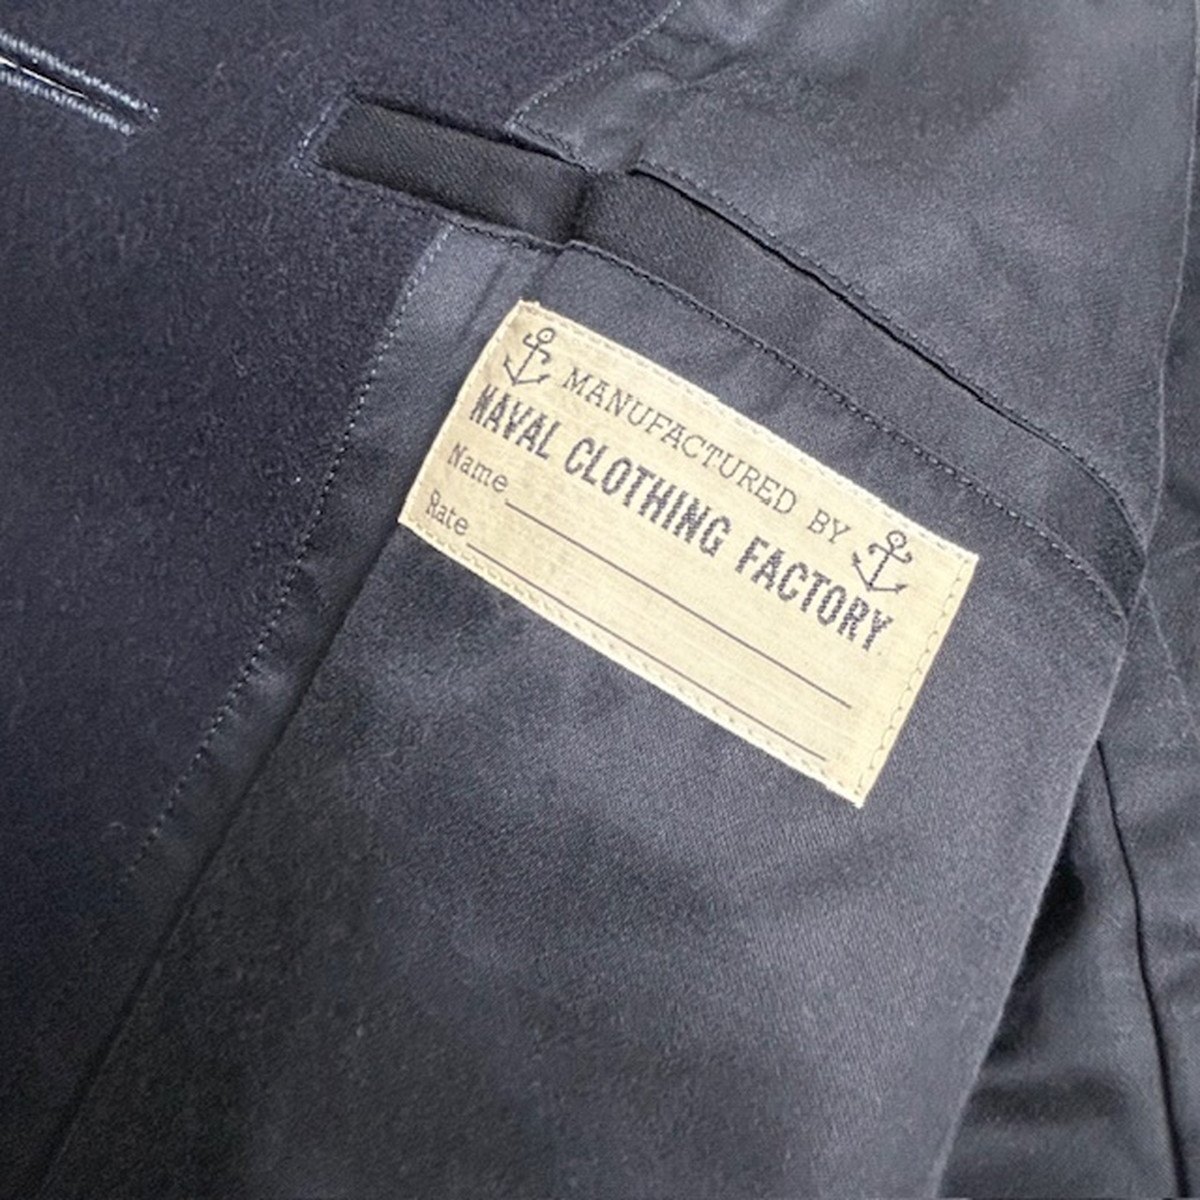 MANUFACTURED BY
NAVAL CLOTHING FACTORY
Name
Rate